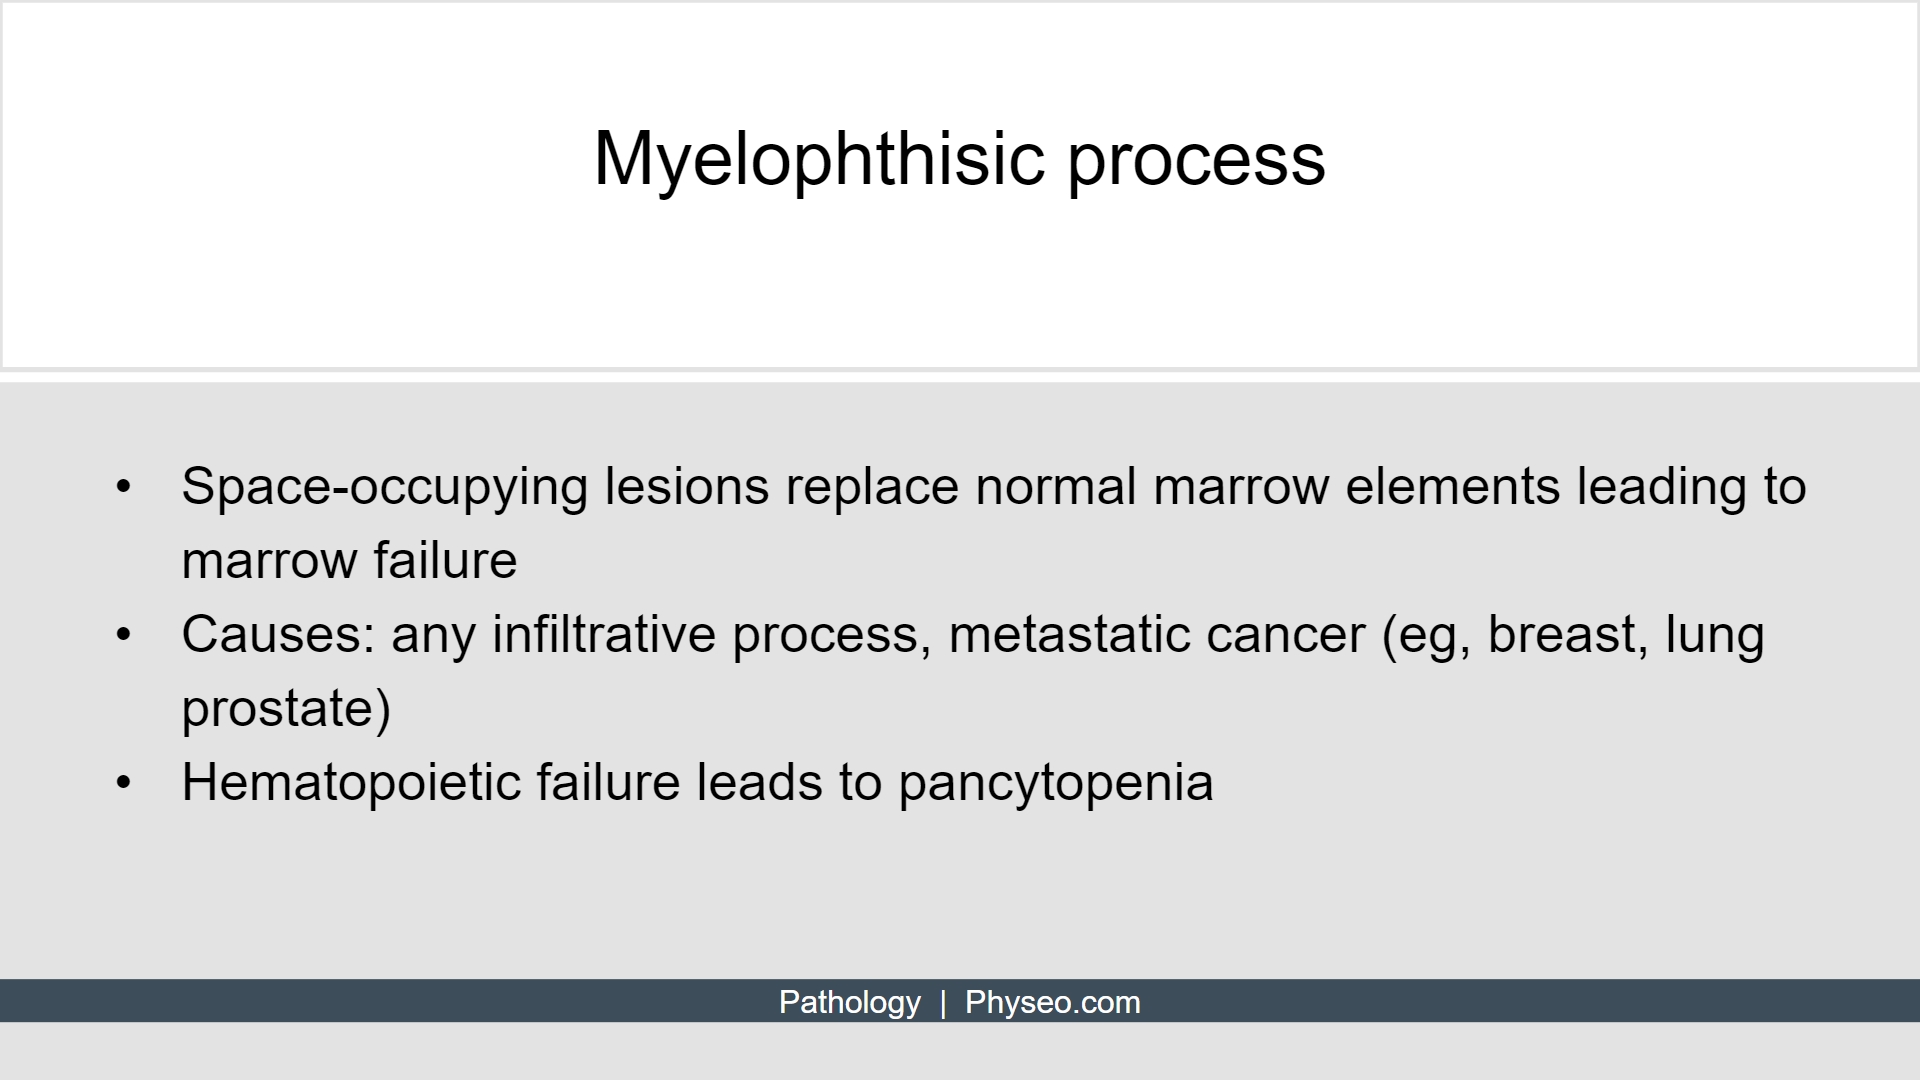 Myelophthisic process
• Space-occupying lesions replace normal marrow elements leading to
marrow failure
• Causes: any infiltrative process, metastatic cancer (eg, breast, lung
prostate)
• Hematopoietic failure leads to pancytopenia
Pathology | Physeo.com